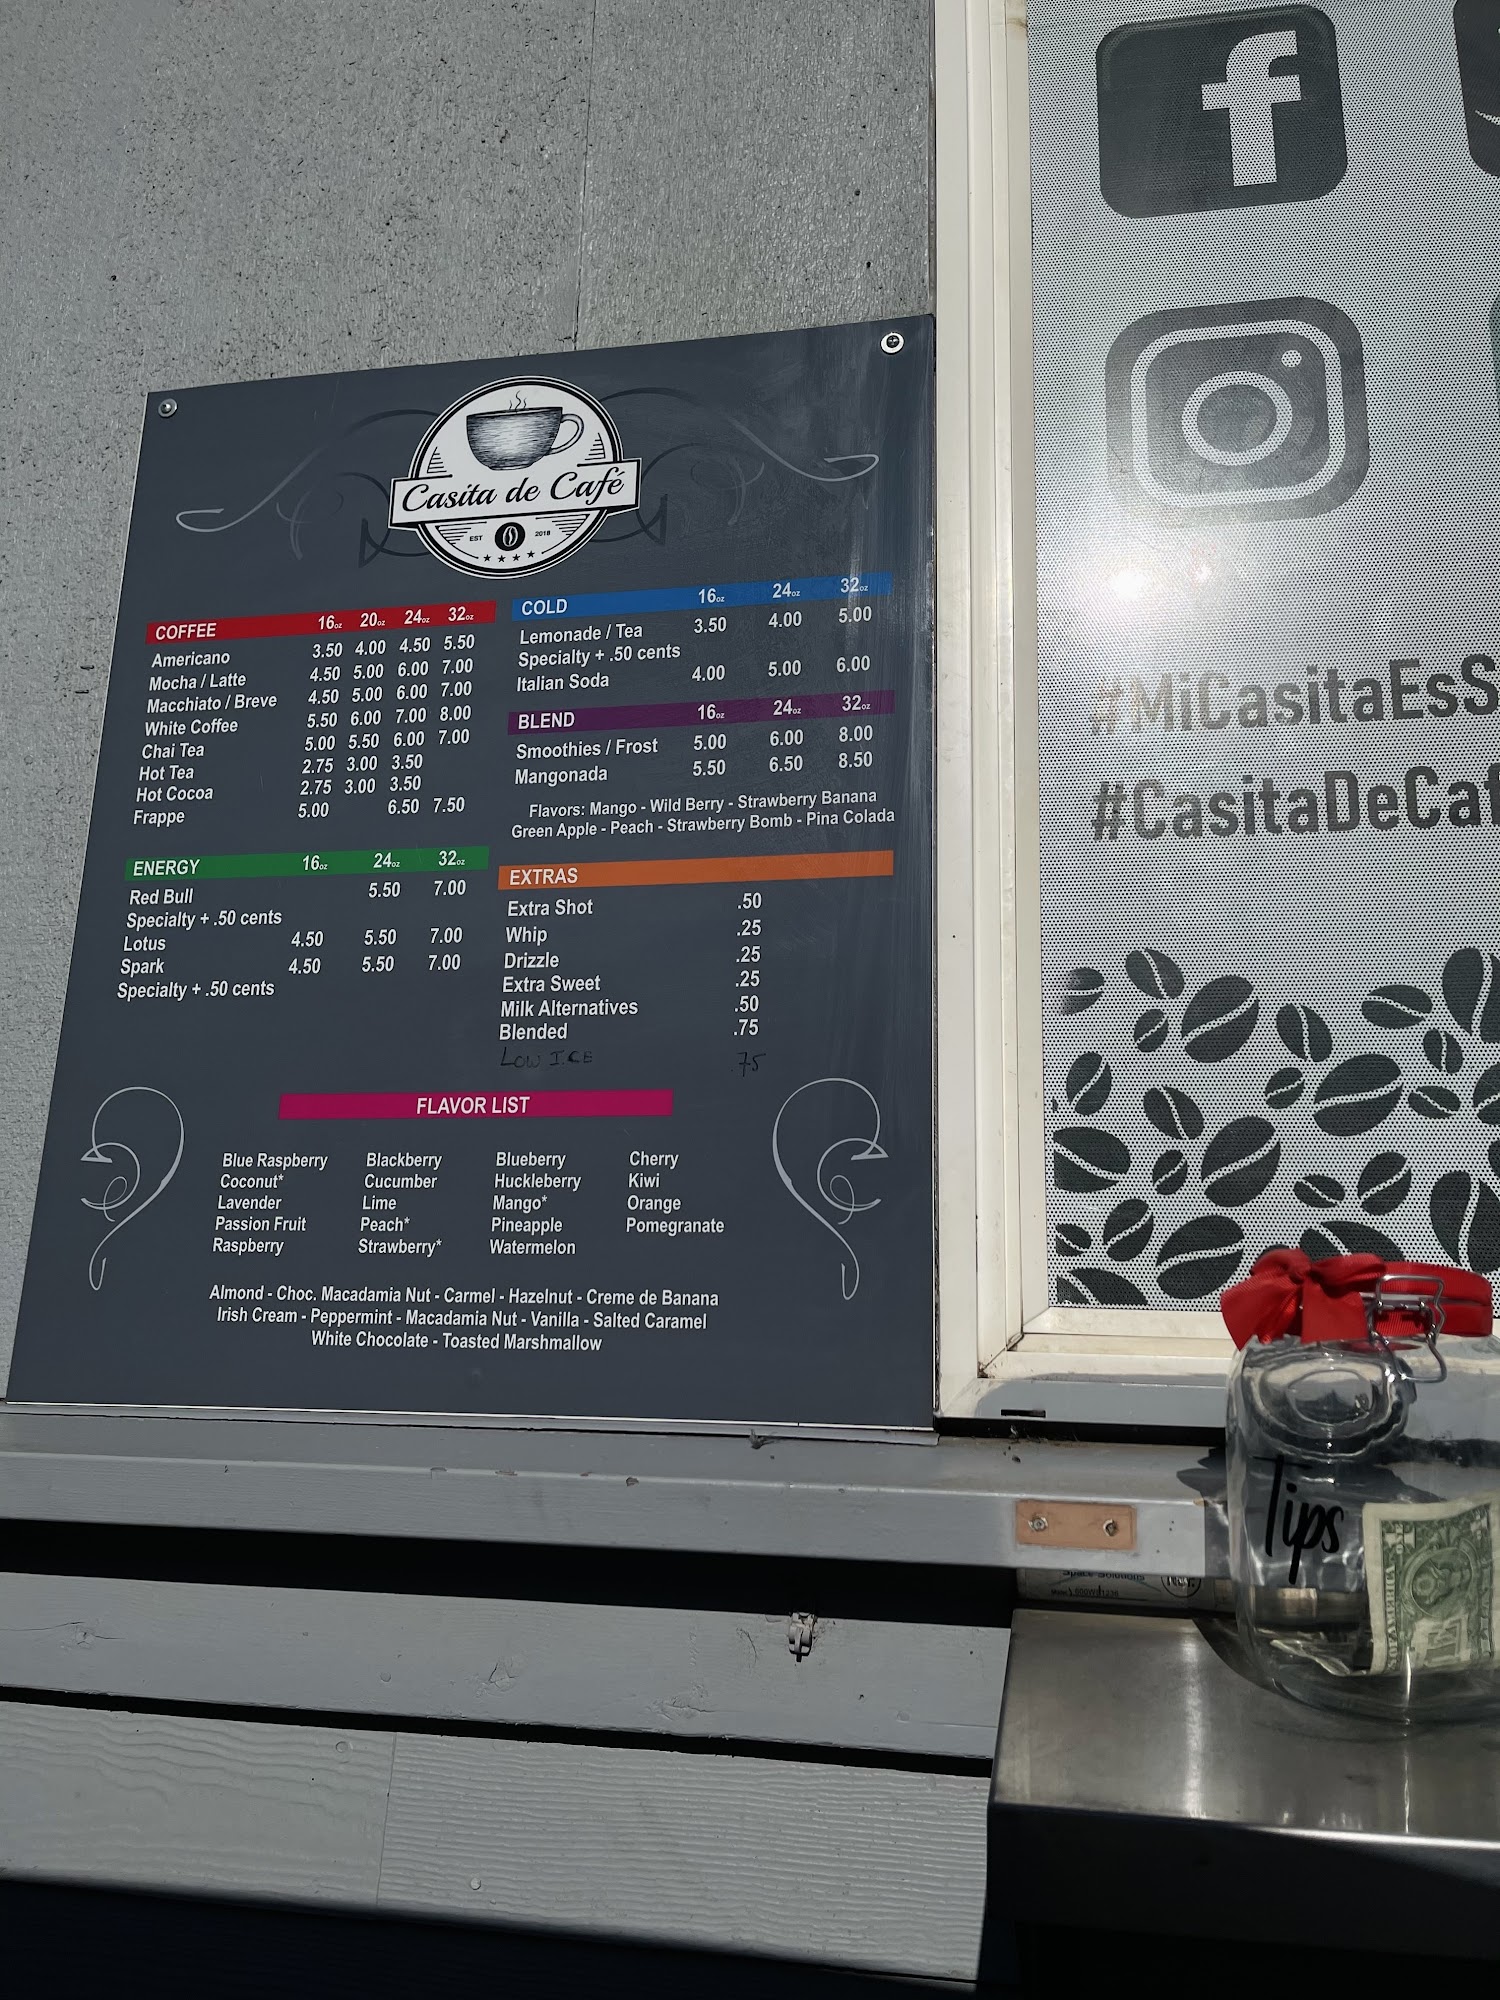 Casita de Café
EST 2018
COFFEE 16oz 20oz 24oz 32oz
Americano 3.50 4.00 4.50 5.50
Mocha / Latte 4.50 5.00 6.00 7.00
Macchiato / Breve 4.50 5.00 6.00 7.00
White Coffee 5.50 6.00 7.00 8.00
Chai Tea 5.00 5.50 6.00 7.00
Hot Tea 2.75 3.00 3.50
Hot Cocoa 2.75 3.00 3.50
Frappe 5.00 6.50 7.50
ENERGY 16oz 24oz 32oz
Red Bull 5.50 7.00
Specialty + .50 cents
Lotus 4.50 5.50 7.00
Spark 4.50 5.50 7.00
Specialty + .50 cents
COLD 16oz 24oz 32oz
Lemonade / Tea 3.50 4.00 5.00
Specialty + .50 cents
Italian Soda 4.00 5.00 6.00
BLEND 16oz 24oz 32oz
Smoothies / Frost 5.00 6.00 8.00
Mangonada 5.50 6.50 8.50
Flavors: Mango - Wild Berry - Strawberry Banana
Green Apple - Peach - Strawberry Bomb - Pina Colada
EXTRAS
Extra Shot .50
Whip .25
Drizzle .25
Extra Sweet .25
Milk Alternatives .50
Blended .75
LOW ICE .75
FLAVOR LIST
Blue Raspberry Blackberry Blueberry Cherry
Coconut* Cucumber Huckleberry Kiwi
Lavender Lime Mango* Orange
Passion Fruit Peach* Pineapple Pomegranate
Raspberry Strawberry* Watermelon
Almond - Choc. Macadamia Nut - Carmel - Hazelnut - Creme de Banana
Irish Cream - Peppermint - Macadamia Nut - Vanilla - Salted Caramel
White Chocolate - Toasted Marshmallow
#MiCasitaEsS
#CasitaDeCaf
Tips